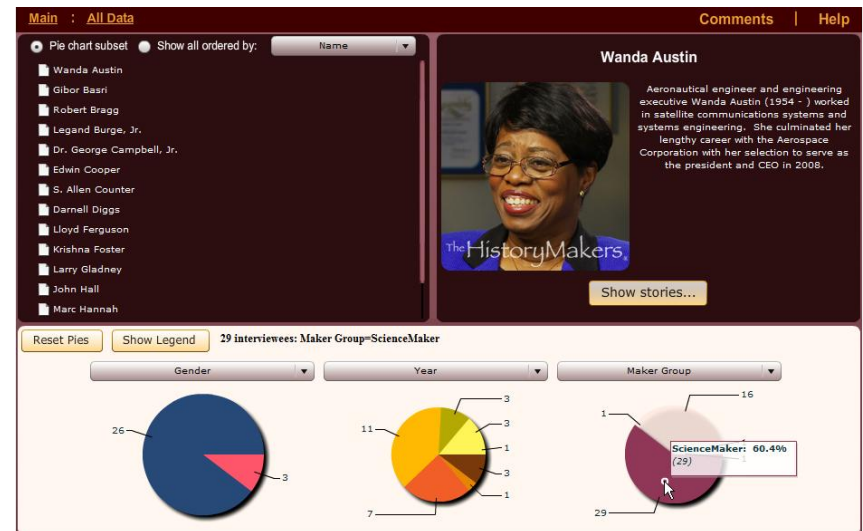 Main : All Data
Comments | Help
Pie chart subset Show all ordered by: Name
Wanda Austin
Gibor Basri
Robert Bragg
Legand Burge, Jr.
Dr. George Campbell, Jr.
Edwin Cooper
S. Allen Counter
Darnell Diggs
Lloyd Ferguson
Krishna Foster
Larry Gladney
John Hall
Marc Hannah
Wanda Austin
Aeronautical engineer and engineering
executive Wanda Austin (1954 - ) worked
in satellite communications systems and
systems engineering. She culminated her
lengthy career with the Aerospace
Corporation with her selection to serve as
the president and CEO in 2008.
The HistoryMakers
Show stories...
Reset Pies Show Legend 29 interviewees: Maker Group=ScienceMaker
Gender
26
3
Year
3
3
1
3
1
7
11
Maker Group
16
1
ScienceMaker: 60.4%
(29)
1
29